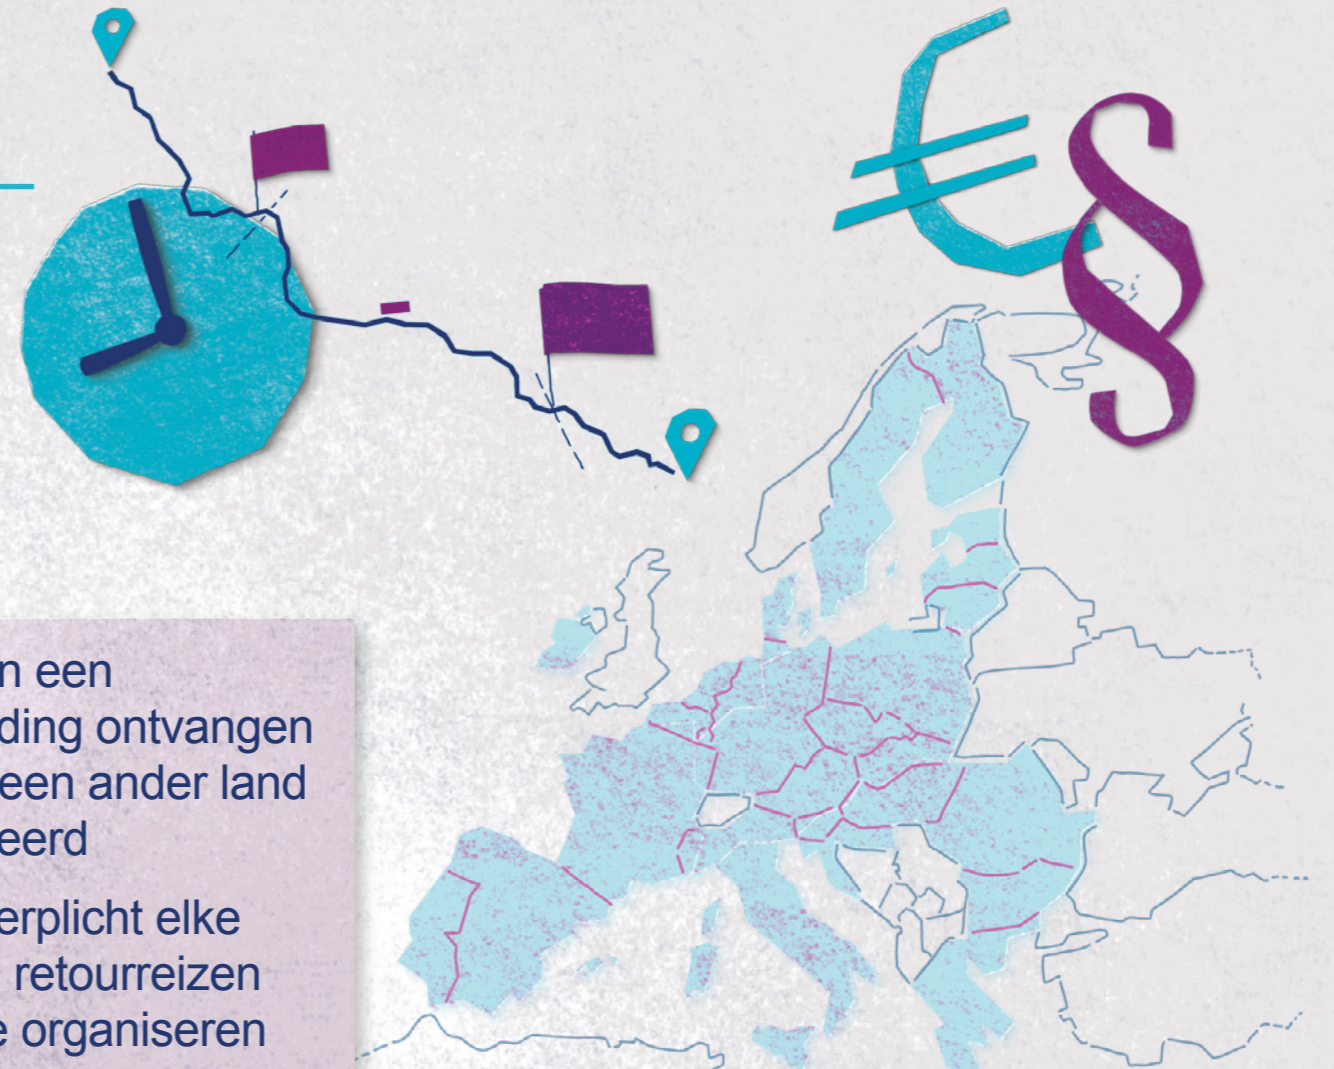 €
§
n een
ding ontvangen
een ander land
eerd
erplicht elke
retourreizen
e organiseren